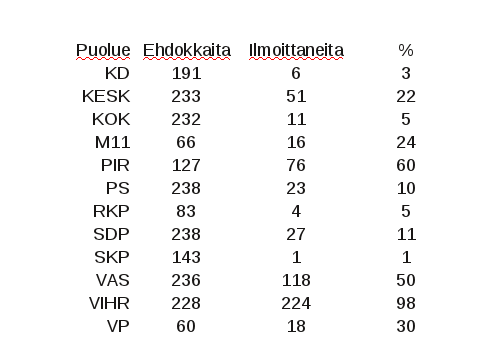 Puolue Ehdokkaita Ilmoittaneita %
KD 191 6 3
KESK 233 51 22
KOK 232 11 5
M11 66 16 24
PIR 127 76 60
PS 238 23 10
RKP 83 4 5
SDP 238 27 11
SKP 143 1 1
VAS 236 118 50
VIHR 228 224 98
VP 60 18 30